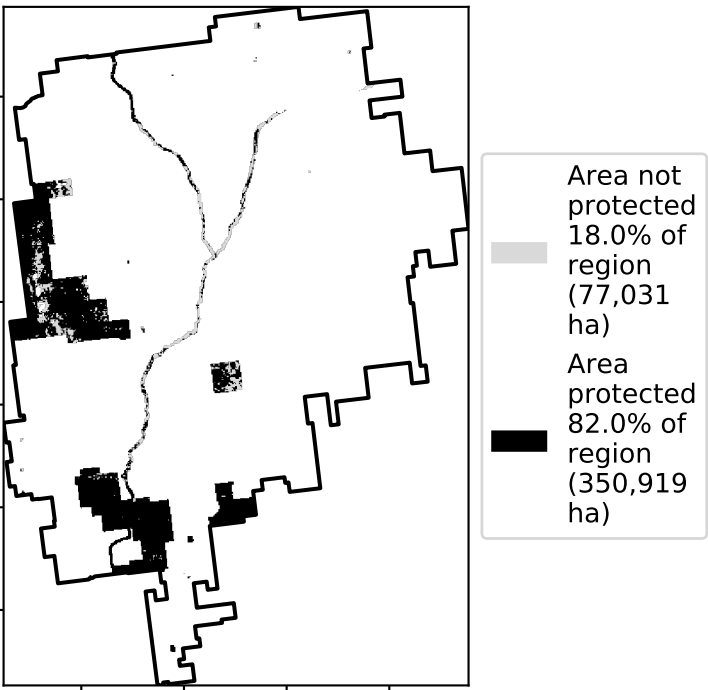 Area not
protected
18.0% of
region
(77,031
ha)
Area
protected
82.0% of
region
(350,919
ha)